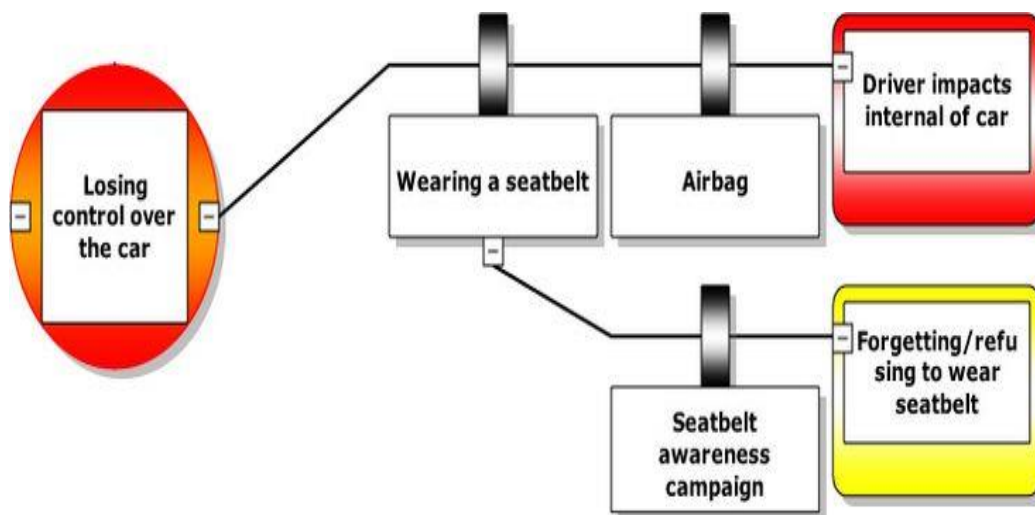 Losing
control over
the car
Wearing a seatbelt
Airbag
Driver impacts
internal of car
Seatbelt
awareness
campaign
Forgetting/refu
sing to wear
seatbelt